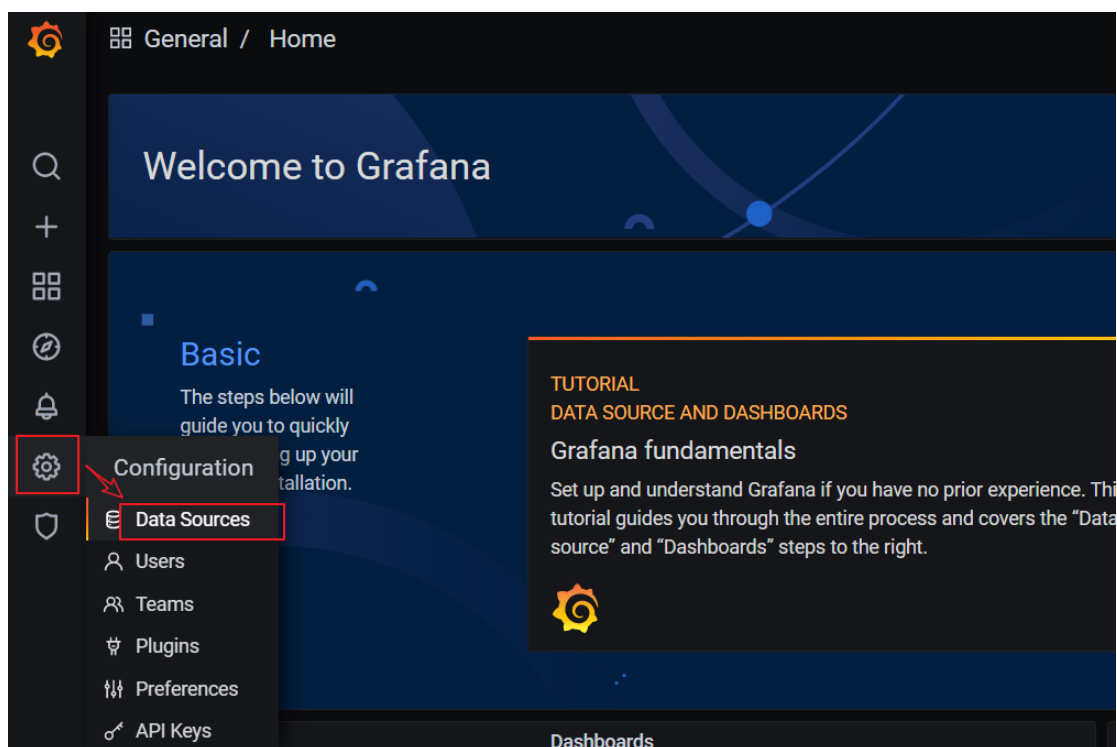 General / Home
Welcome to Grafana
Basic
The steps below will
guide you to quickly
g up your
tallation.
TUTORIAL
DATA SOURCE AND DASHBOARDS
Grafana fundamentals
Set up and understand Grafana if you have no prior experience. Thi
tutorial guides you through the entire process and covers the “Data
source” and “Dashboards” steps to the right.
Configuration
Data Sources
Users
Teams
Plugins
Preferences
API Keys
Dashboards